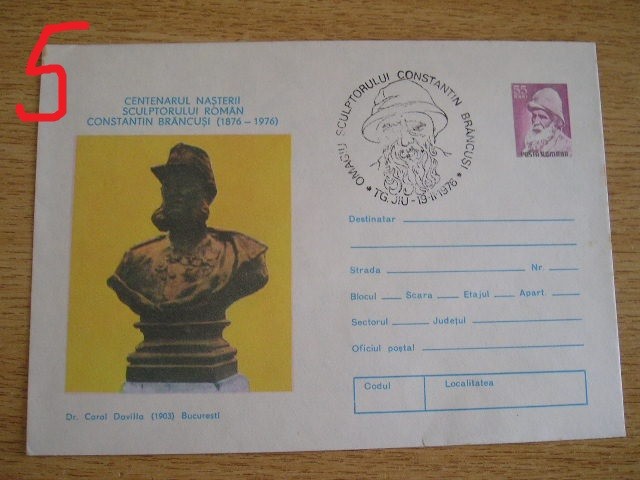 5
CENTENARUL NAȘTERII
SCULPTORULUI ROMÂN
CONSTANTIN BRÂNCUȘI (1876 – 1976)
OMAGIU SCULPTORULUI CONSTANTIN BRÂNCUȘI
* TG. JIU - 19.II.1976 *
55
BANI
POSTA ROMÂNĂ
Destinatar
Strada Nr.
Blocul Scara Etajul Apart.
Sectorul Județul
Oficiul poștal
Codul Localitatea
Dr. Carol Davilla (1903) București